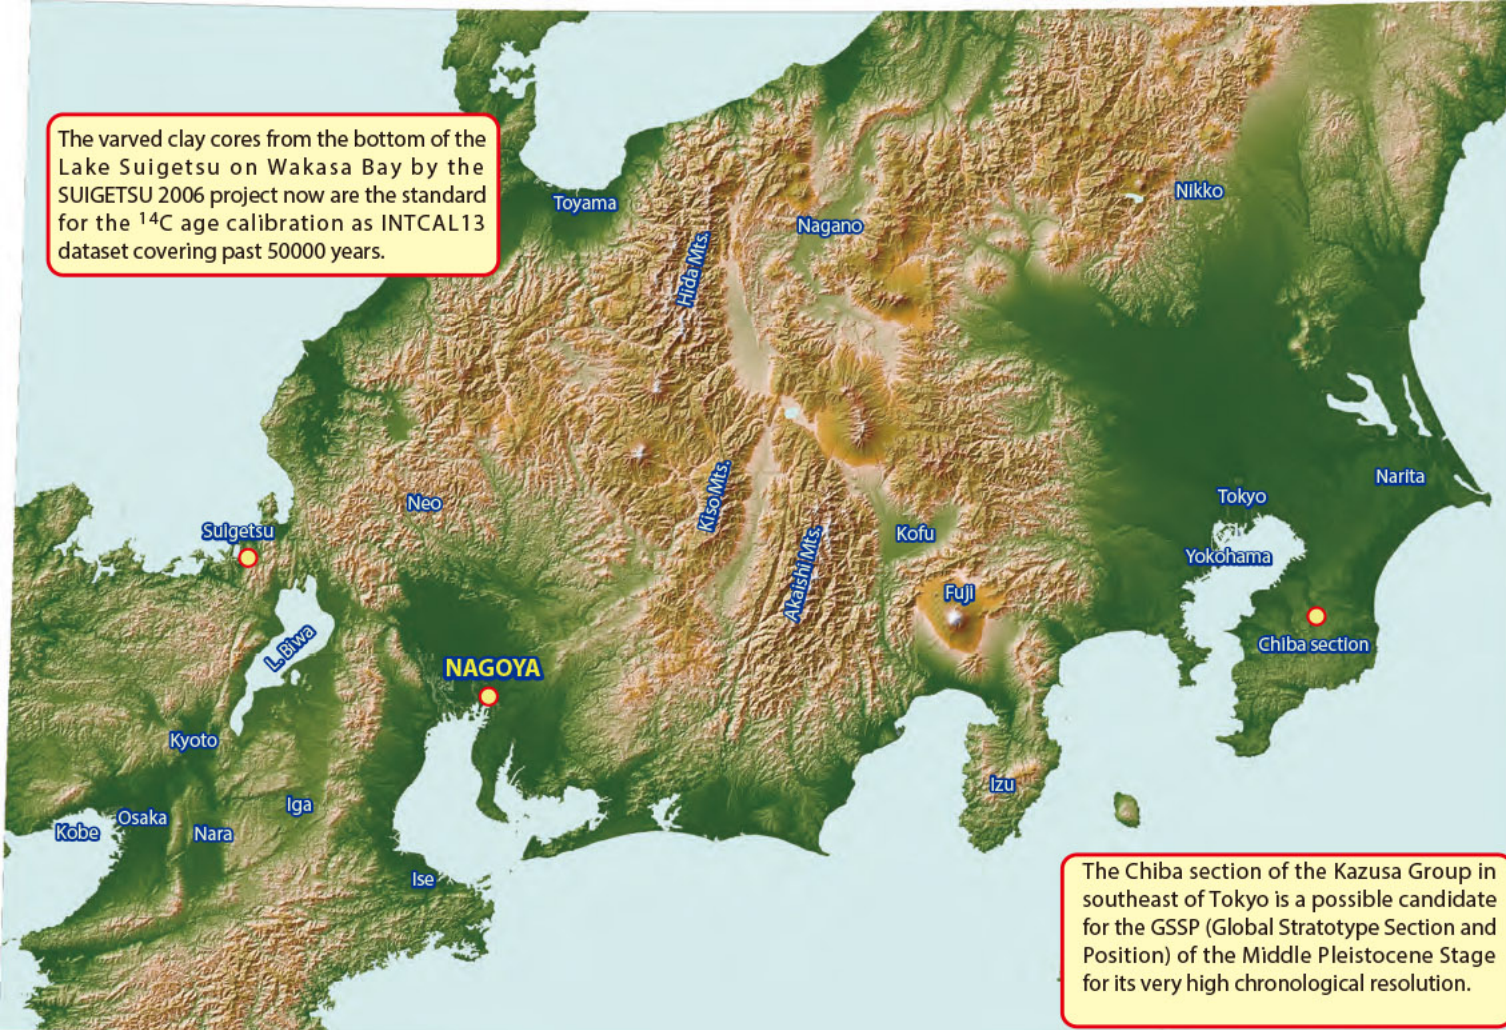 The varved clay cores from the bottom of the
Lake Suigetsu on Wakasa Bay by the
SUIGETSU 2006 project now are the standard
for the ¹⁴C age calibration as INTCAL13
dataset covering past 50000 years.
Toyama
Nikko
Nagano
Hida Mts.
Neo
Kiso Mts.
Narita
Tokyo
Suigetsu
Kofu
Yokohama
Akaishi Mts.
Fuji
L. Biwa
Chiba section
NAGOYA
Kyoto
Izu
Iga
Osaka
Kobe
Nara
Ise
The Chiba section of the Kazusa Group in
southeast of Tokyo is a possible candidate
for the GSSP (Global Stratotype Section and
Position) of the Middle Pleistocene Stage
for its very high chronological resolution.